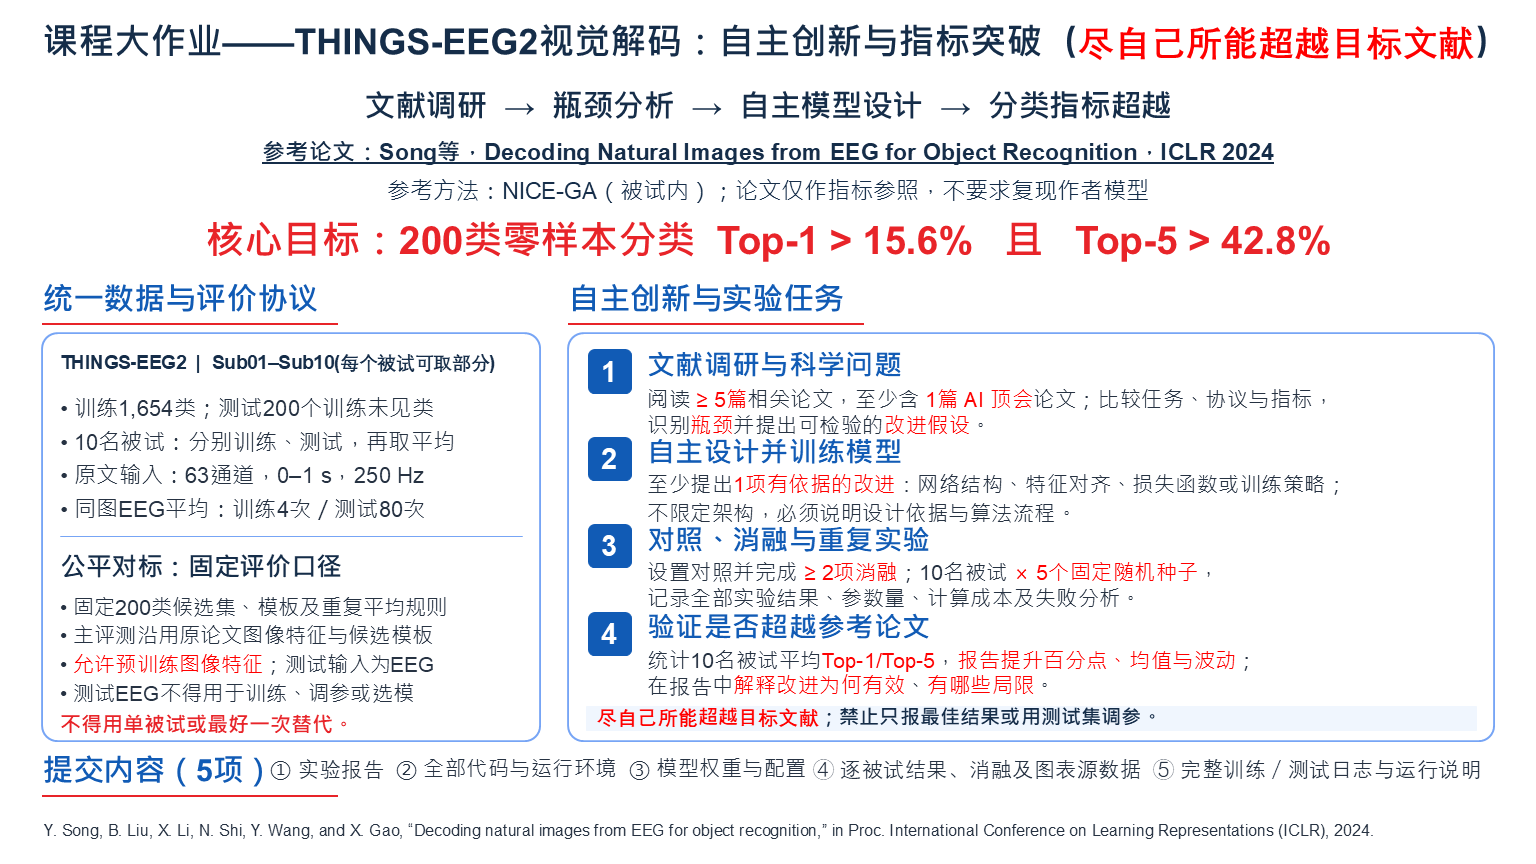 课程大作业——THINGS-EEG2视觉解码：自主创新与指标突破（尽自己所能超越目标文献）
文献调研 → 瓶颈分析 → 自主模型设计 → 分类指标超越
参考论文：Song等，Decoding Natural Images from EEG for Object Recognition，ICLR 2024
参考方法：NICE-GA（被试内）；论文仅作指标参照，不要求复现作者模型
核心目标：200类零样本分类 Top-1 > 15.6% 且 Top-5 > 42.8%
统一数据与评价协议
THINGS-EEG2 | Sub01–Sub10(每个被试可取部分)
• 训练1,654类；测试200个训练未见类
• 10名被试：分别训练、测试，再取平均
• 原文输入：63通道，0–1 s，250 Hz
• 同图EEG平均：训练4次 / 测试80次
公平对标：固定评价口径
• 固定200类候选集、模板及重复平均规则
• 主评测沿用原论文图像特征与候选模板
• 允许预训练图像特征；测试输入为EEG
• 测试EEG不得用于训练、调参或选模
不得用单被试或最好一次替代。
自主创新与实验任务
1 文献调研与科学问题
阅读 ≥ 5篇相关论文，至少含 1篇 AI 顶会论文；比较任务、协议与指标，
识别瓶颈并提出可检验的改进假设。
2 自主设计并训练模型
至少提出1项有依据的改进：网络结构、特征对齐、损失函数或训练策略；
不限定架构，必须说明设计依据与算法流程。
3 对照、消融与重复实验
设置对照并完成 ≥ 2项消融；10名被试 × 5个固定随机种子，
记录全部实验结果、参数量、计算成本及失败分析。
4 验证是否超越参考论文
统计10名被试平均Top-1/Top-5，报告提升百分点、均值与波动；
在报告中解释改进为何有效、有哪些局限。
尽自己所能超越目标文献；禁止只报最佳结果或用测试集调参。
提交内容（5项）① 实验报告 ② 全部代码与运行环境 ③ 模型权重与配置 ④ 逐被试结果、消融及图表源数据 ⑤ 完整训练 / 测试日志与运行说明
Y. Song, B. Liu, X. Li, N. Shi, Y. Wang, and X. Gao, “Decoding natural images from EEG for object recognition,” in Proc. International Conference on Learning Representations (ICLR), 2024.